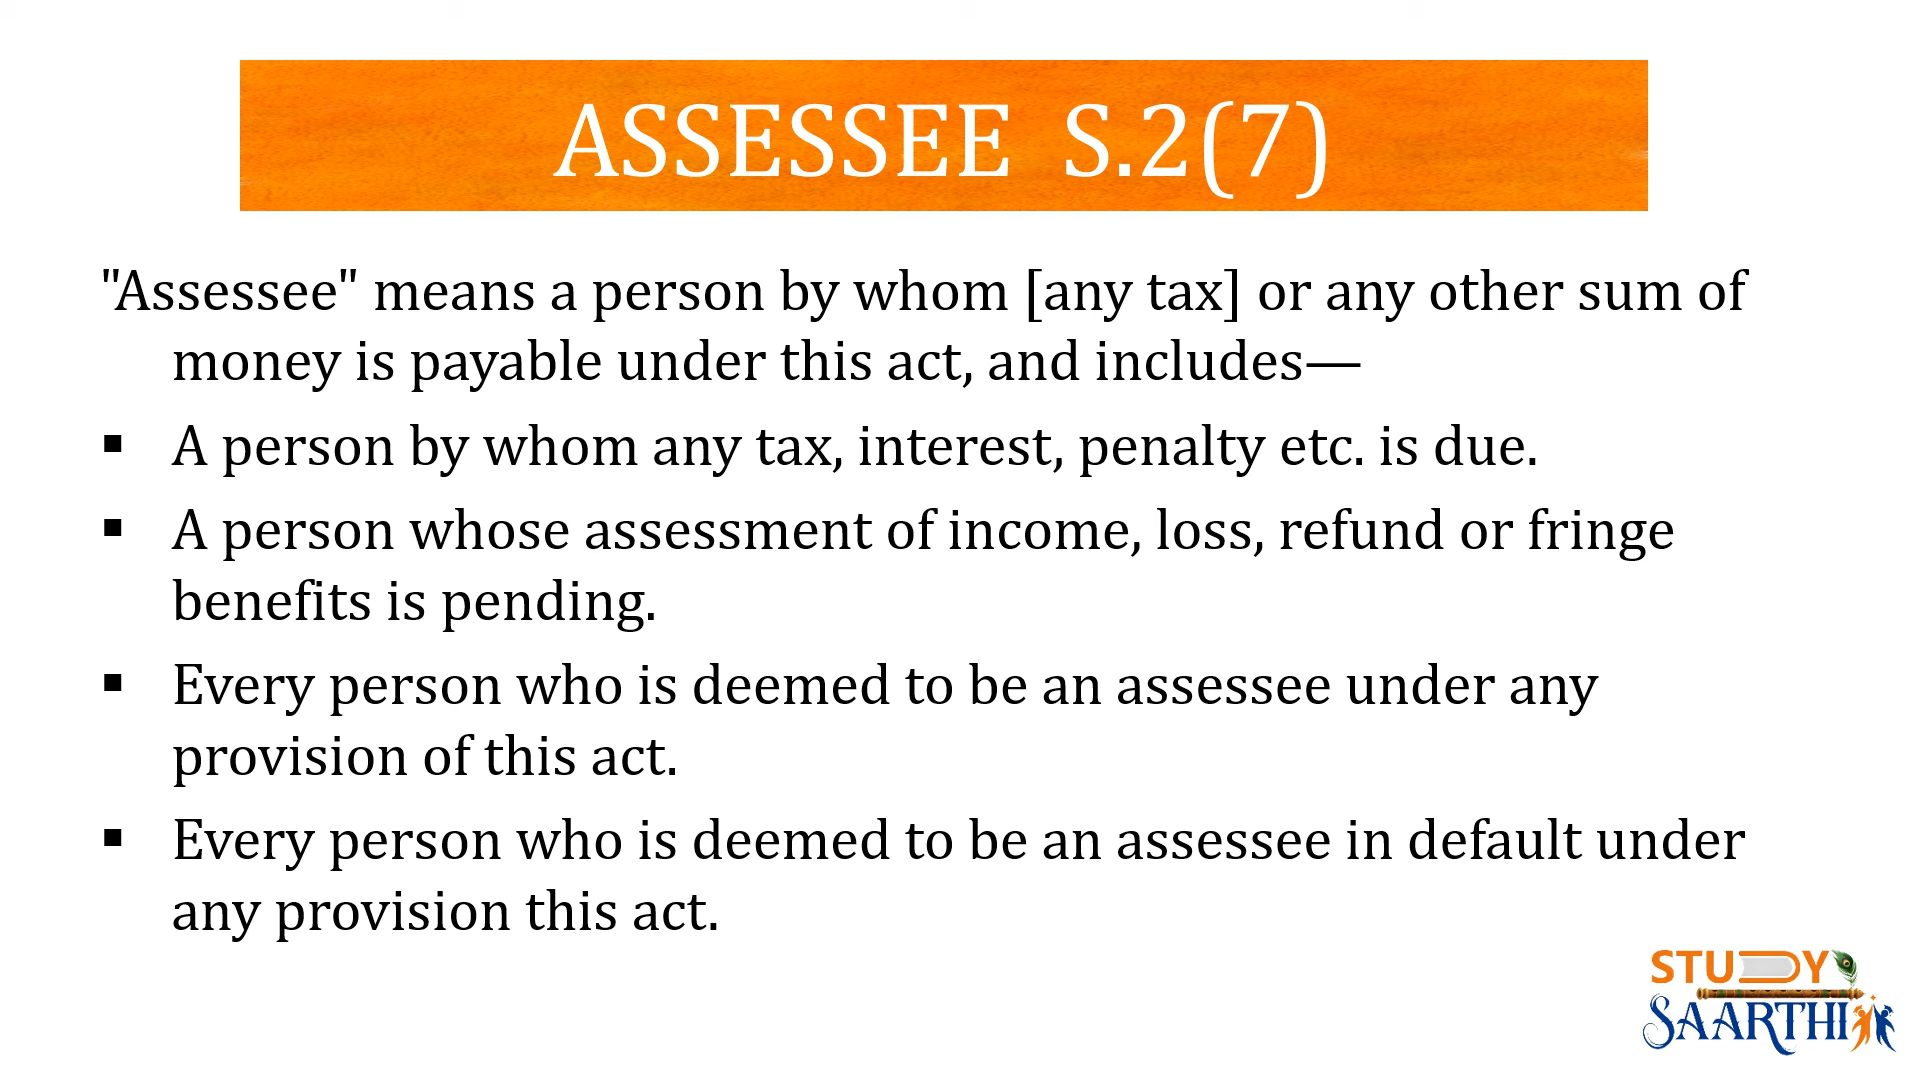 ASSESSEE S.2(7)
"Assessee" means a person by whom [any tax] or any other sum of
money is payable under this act, and includes—
▪ A person by whom any tax, interest, penalty etc. is due.
▪ A person whose assessment of income, loss, refund or fringe
benefits is pending.
▪ Every person who is deemed to be an assessee under any
provision of this act.
▪ Every person who is deemed to be an assessee in default under
any provision this act.
STUDY
SAARTHI